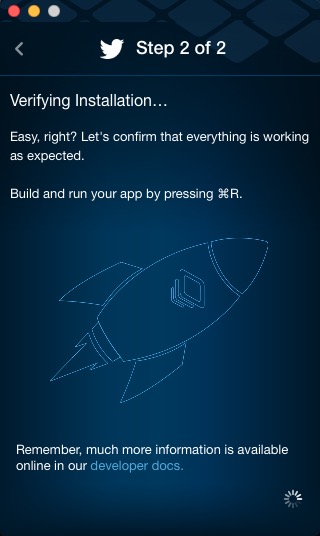 Step 2 of 2
Verifying Installation...
Easy, right? Let's confirm that everything is working
as expected.
Build and run your app by pressing ⌘R.
Remember, much more information is available
online in our developer docs.